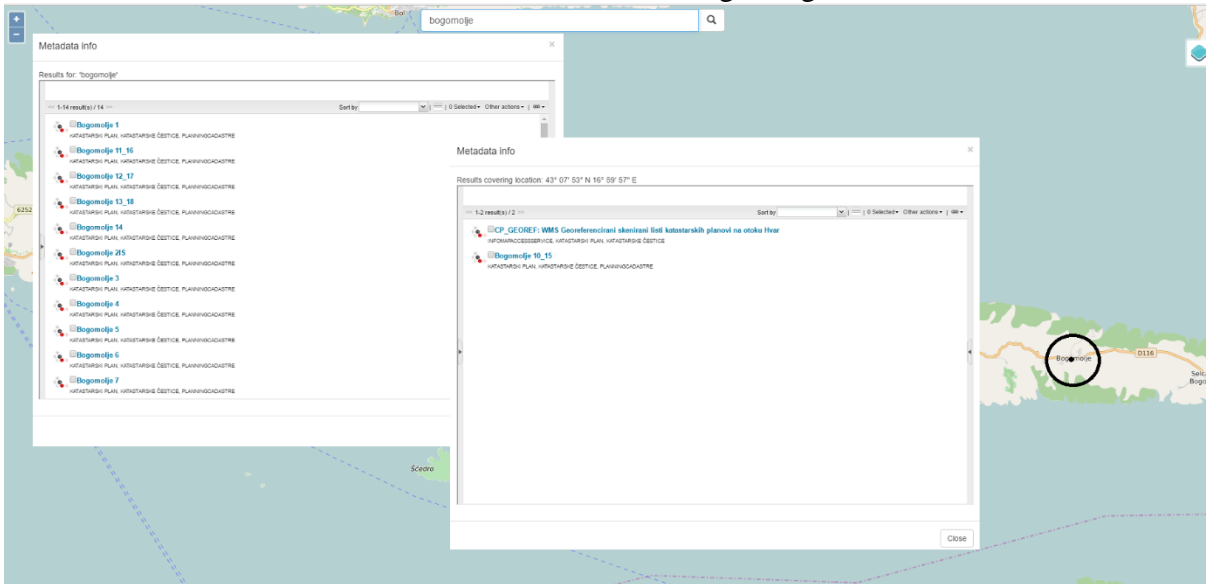 Bol
bogomolje
+
−
Metadata info
×
Results for: 'bogomolje'
1-14 result(s) / 14
Sort by
0 Selected
Other actions
Bogomolje 1
KATASTARSKI PLAN, KATASTARSKE ČESTICE, PLANNINGCADASTRE
Bogomolje 11_16
KATASTARSKI PLAN, KATASTARSKE ČESTICE, PLANNINGCADASTRE
Bogomolje 12_17
KATASTARSKI PLAN, KATASTARSKE ČESTICE, PLANNINGCADASTRE
Bogomolje 13_18
KATASTARSKI PLAN, KATASTARSKE ČESTICE, PLANNINGCADASTRE
Bogomolje 14
KATASTARSKI PLAN, KATASTARSKE ČESTICE, PLANNINGCADASTRE
KATASTARSKI PLAN, KATASTARSKE ČESTICE, PLANNINGCADASTRE
Bogomolje 3
KATASTARSKI PLAN, KATASTARSKE ČESTICE, PLANNINGCADASTRE
Bogomolje 4
KATASTARSKI PLAN, KATASTARSKE ČESTICE, PLANNINGCADASTRE
Bogomolje 5
KATASTARSKI PLAN, KATASTARSKE ČESTICE, PLANNINGCADASTRE
Bogomolje 6
KATASTARSKI PLAN, KATASTARSKE ČESTICE, PLANNINGCADASTRE
Bogomolje 7
KATASTARSKI PLAN, KATASTARSKE ČESTICE, PLANNINGCADASTRE
Metadata info
×
Results covering location: 43° 07' 53" N 16° 59' 57" E
1-2 result(s) / 2
Sort by
0 Selected
Other actions
CP_GEOREF: WMS Georeferencirani skenirani listi katastarskih planovi na otoku Hvar
INFOMAPACCESSSERVICE, KATASTARSKI PLAN, KATASTARSKE ČESTICE
Bogomolje 10_15
KATASTARSKI PLAN, KATASTARSKE ČESTICE, PLANNINGCADASTRE
Close
6252
Šćedro
Bogomolje
D116
Selc
Bogo